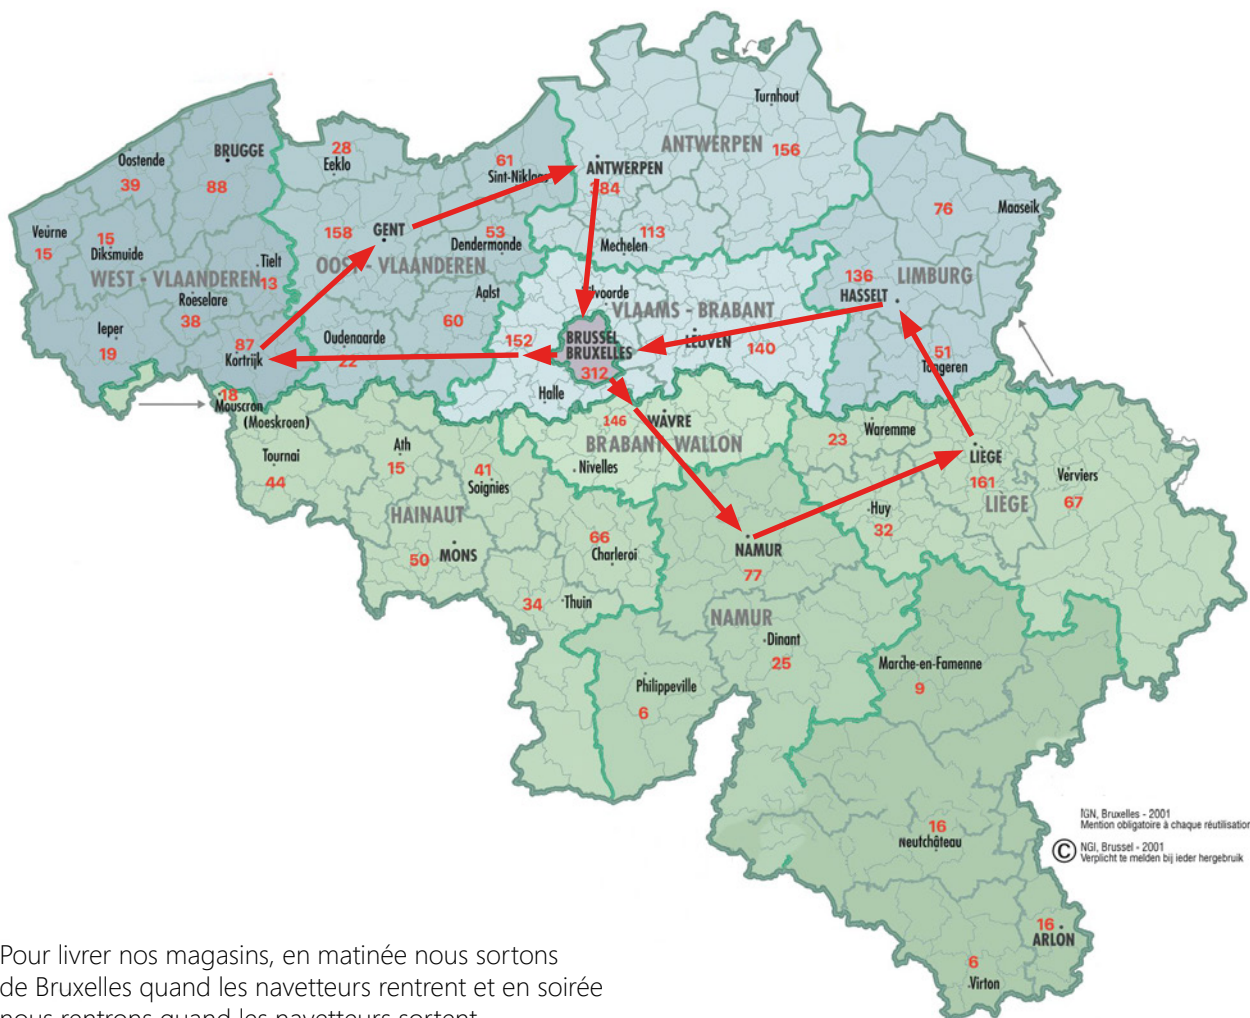 Turnhout
ANTWERPEN 156
28
Eeklo
BRUGGE
Oostende
39
88
61
Sint-Niklaas
ANTWERPEN
284
76
Maaseik
Veurne
15
15
Diksmuide
158
GENT
53
Dendermonde
113
Mechelen
Tielt
13
WEST - VLAANDEREN
OOST - VLAANDEREN
136
HASSELT
LIMBURG
Roeselare
38
Aalst
60
Vilvoorde
VLAAMS - BRABANT
Ieper
19
87
Kortrijk
Oudenaarde
22
152
BRUSSEL
BRUXELLES
312
LEUVEN
140
51
Tongeren
Halle
18
Mouscron
(Moeskroen)
146
WAVRE
BRABANT WALLON
Nivelles
23
Waremme
LIÈGE
161
LIÈGE
Verviers
67
Tournai
44
Ath
15
41
Soignies
HAINAUT
Huy
32
50
MONS
66
Charleroi
NAMUR
77
34
Thuin
NAMUR
Dinant
25
Marche-en-Famenne
9
Philippeville
6
16
Neufchâteau
IGN, Bruxelles - 2001
Mention obligatoire à chaque réutilisation
© NGI, Brussel - 2001
Verplicht te melden bij ieder hergebruik
16
ARLON
6
Virton
Pour livrer nos magasins, en matinée nous sortons
de Bruxelles quand les navetteurs rentrent et en soirée
nous rentrons quand les navetteurs sortent